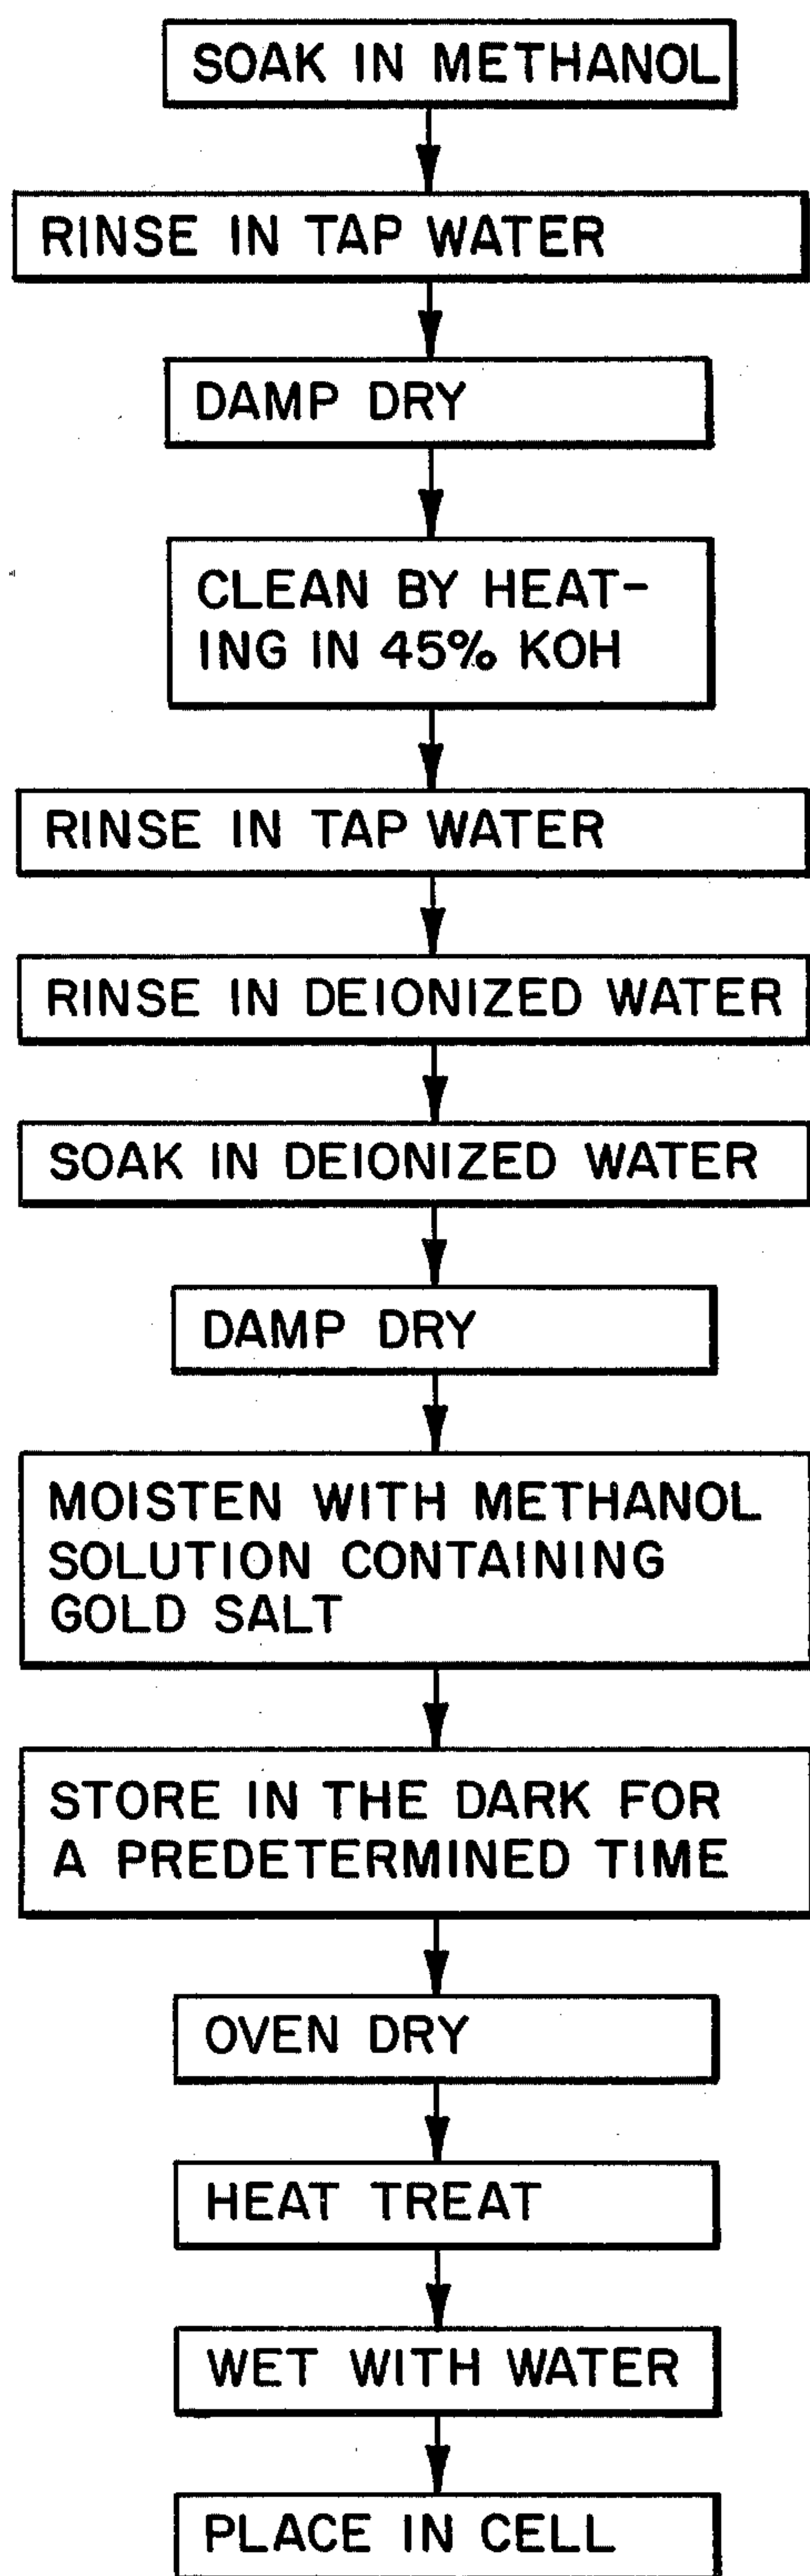 SOAK IN METHANOL
RINSE IN TAP WATER
DAMP DRY
CLEAN BY HEAT-
ING IN 45% KOH
RINSE IN TAP WATER
RINSE IN DEIONIZED WATER
SOAK IN DEIONIZED WATER
DAMP DRY
MOISTEN WITH METHANOL
SOLUTION CONTAINING
GOLD SALT
STORE IN THE DARK FOR
A PREDETERMINED TIME
OVEN DRY
HEAT TREAT
WET WITH WATER
PLACE IN CELL